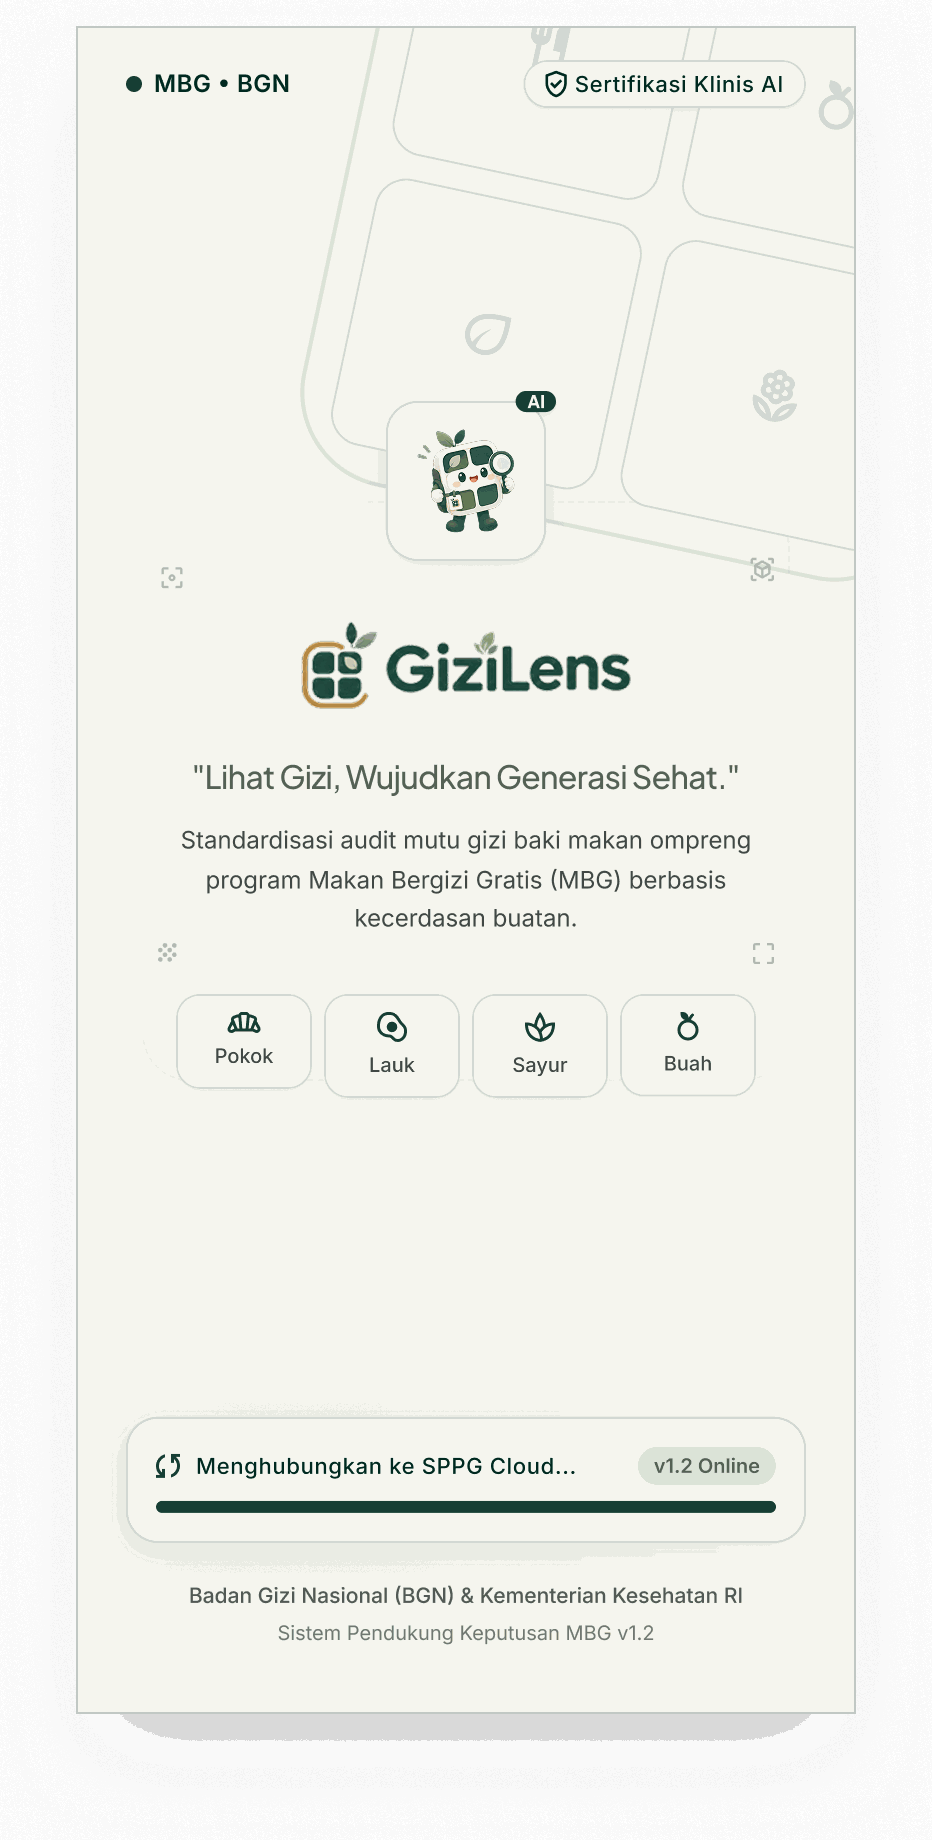 MBG • BGN
Sertifikasi Klinis AI
AI
GiziLens
"Lihat Gizi, Wujudkan Generasi Sehat."
Standardisasi audit mutu gizi baki makan ompreng
program Makan Bergizi Gratis (MBG) berbasis
kecerdasan buatan.
Pokok
Lauk
Sayur
Buah
Menghubungkan ke SPPG Cloud...
v1.2 Online
Badan Gizi Nasional (BGN) & Kementerian Kesehatan RI
Sistem Pendukung Keputusan MBG v1.2